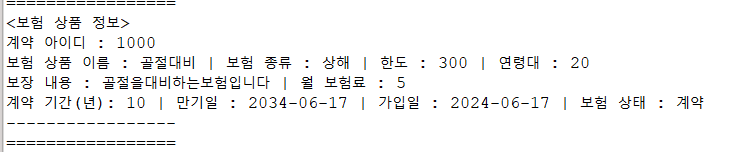 =================
<보험 상품 정보>
계약 아이디 : 1000
보험 상품 이름 : 골절대비 | 보험 종류 : 상해 | 한도 : 300 | 연령대 : 20
보장 내용 : 골절을대비하는보험입니다 | 월 보험료 : 5
계약 기간(년): 10 | 만기일 : 2034-06-17 | 가입일 : 2024-06-17 | 보험 상태 : 계약
-----------------
=================